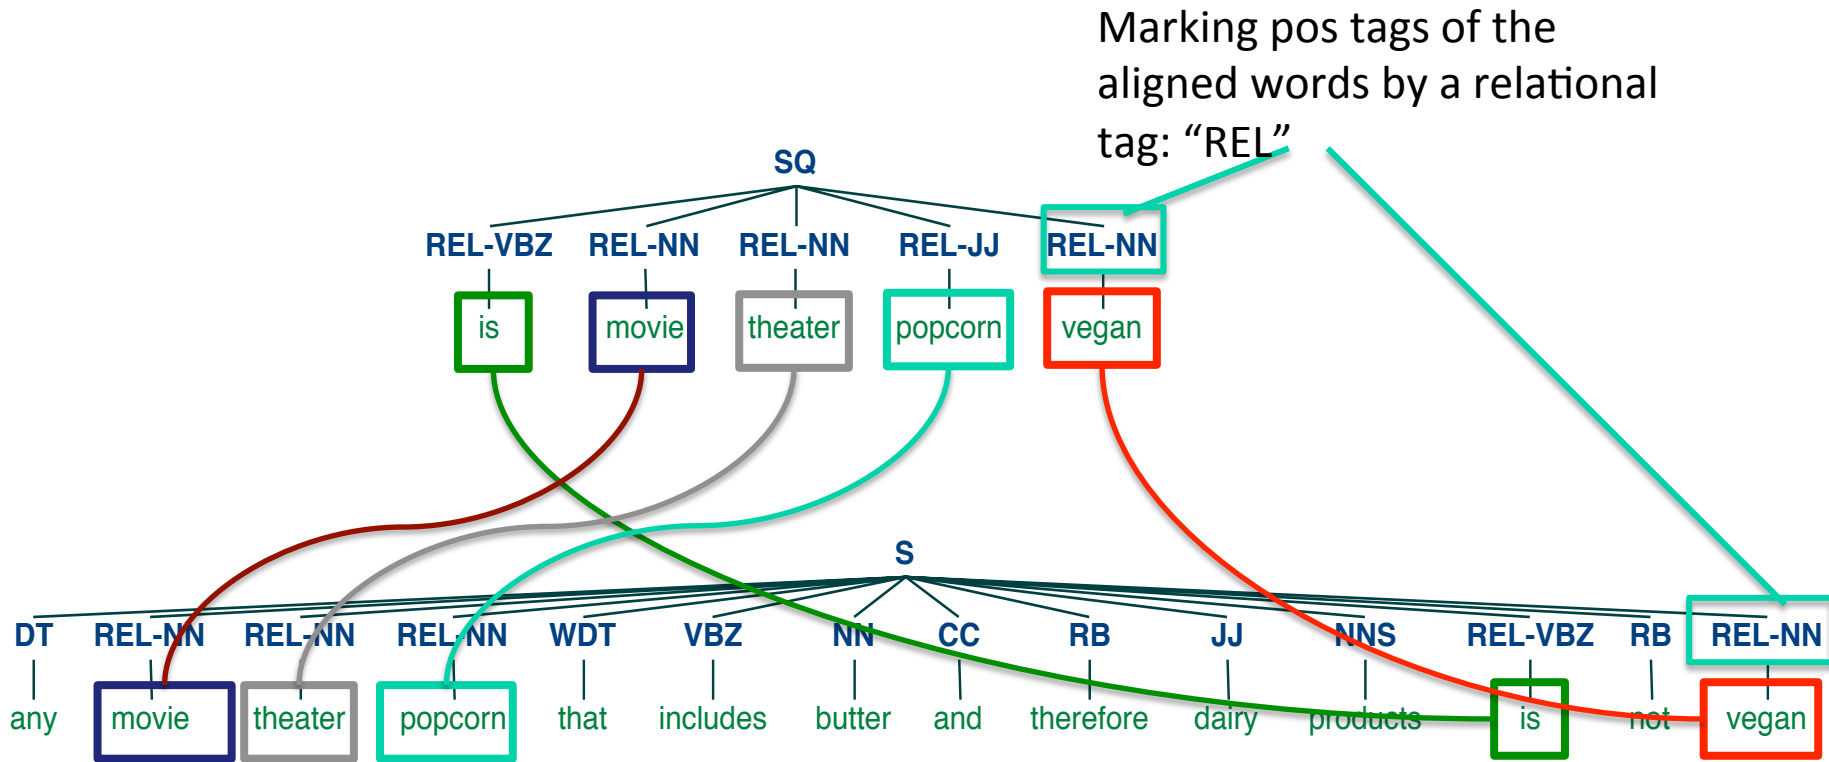 Marking pos tags of the
aligned words by a relational
tag: “REL”
SQ
REL-VBZ REL-NN REL-NN REL-JJ REL-NN
is movie theater popcorn vegan
S
DT REL-NN REL-NN REL-NN WDT VBZ NN CC RB JJ NNS REL-VBZ RB REL-NN
any movie theater popcorn that includes butter and therefore dairy products is not vegan